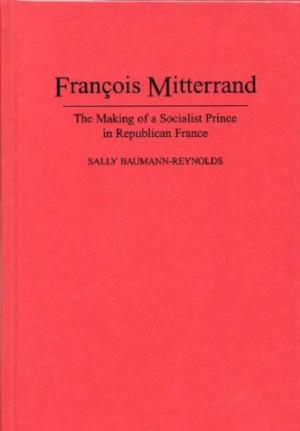 François Mitterrand
The Making of a Socialist Prince
in Republican France
SALLY BAUMANN-REYNOLDS